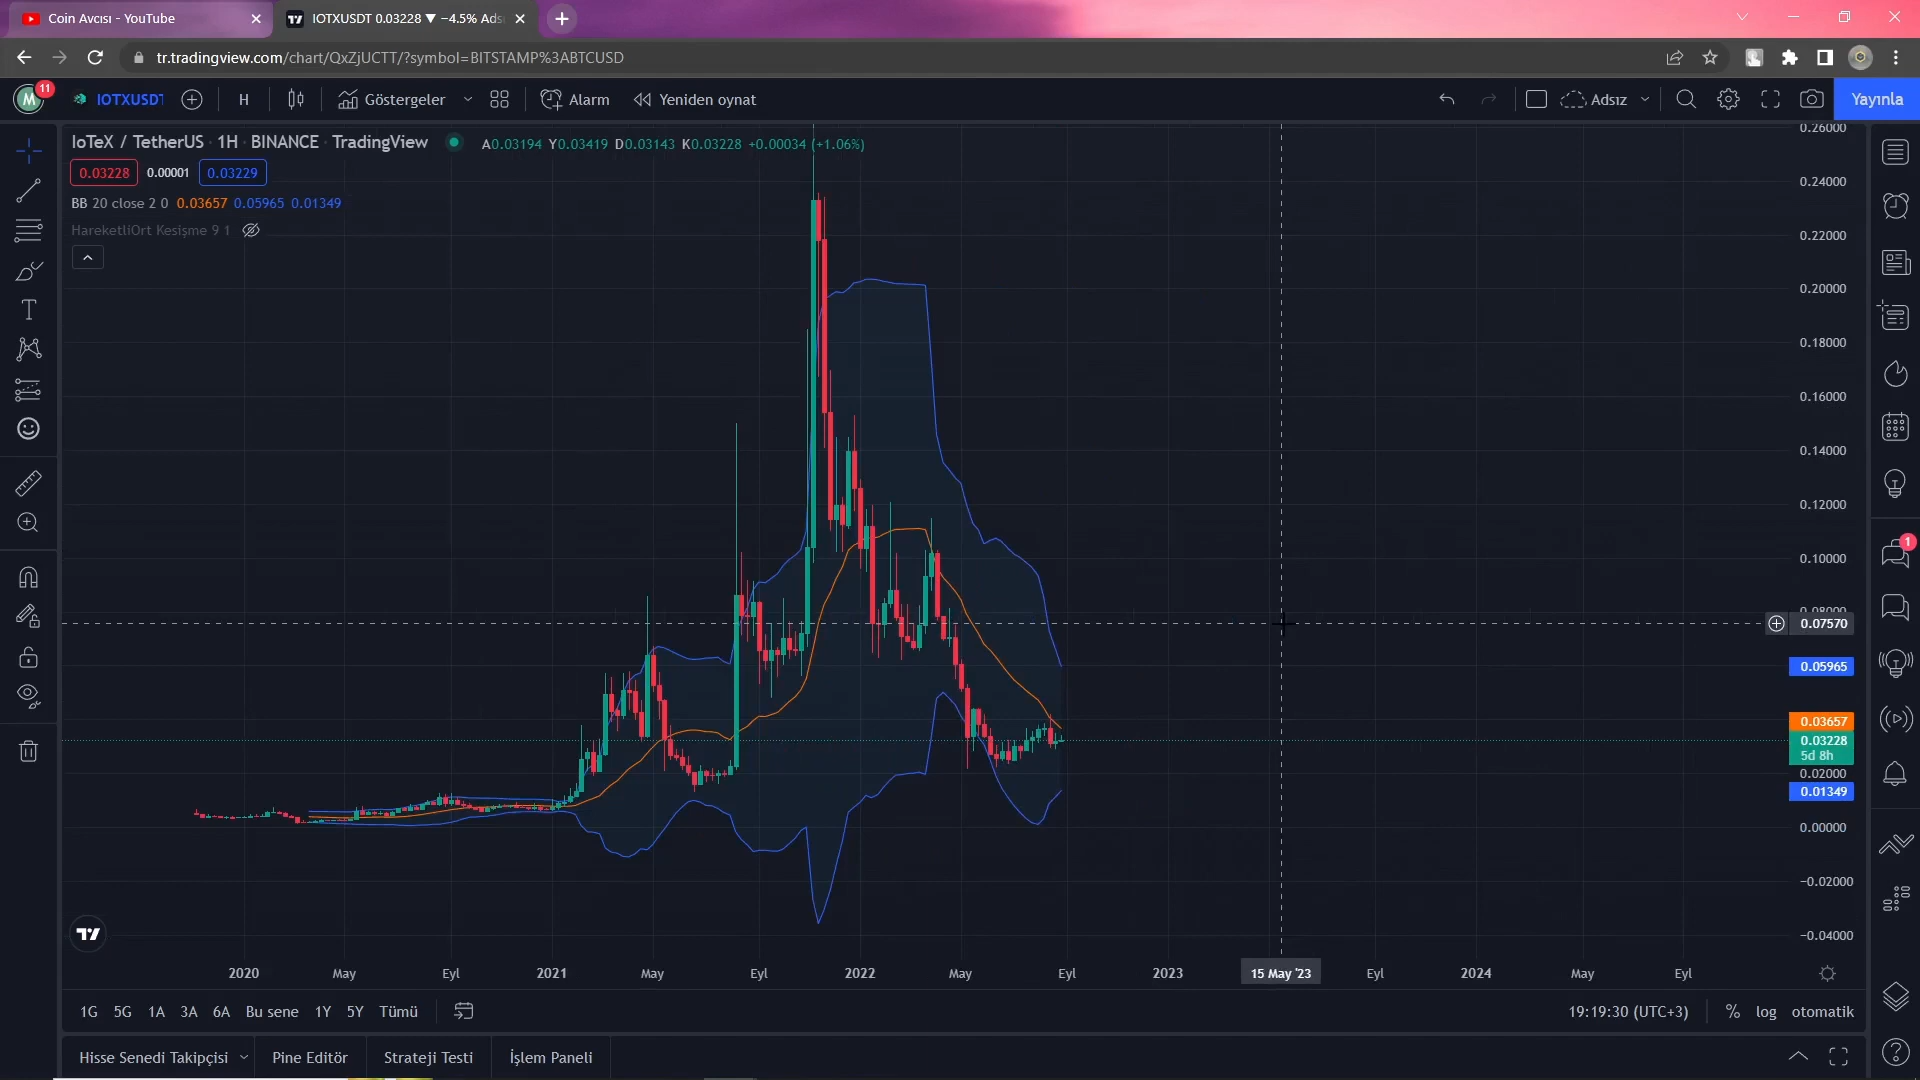 Coin Avcısı - YouTube
IOTXUSDT 0.03228 ▼ −4.5% Ads
tr.tradingview.com/chart/QxZjUCTT/?symbol=BITSTAMP%3ABTCUSD
M
11
IOTXUSDT
H
Göstergeler
Alarm
Yeniden oynat
Adsız
Yayınla
IoTeX / TetherUS · 1H · BINANCE · TradingView
A0.03194 Y0.03419 D0.03143 K0.03228 +0.00034 (+1.06%)
0.03228
0.00001
0.03229
BB 20 close 2 0 0.03657 0.05965 0.01349
HareketliOrt Kesişme 9 1
0.26000
0.24000
0.22000
0.20000
0.18000
0.16000
0.14000
0.12000
0.10000
0.08000
0.07570
0.05965
0.03657
0.03228
5d 8h
0.02000
0.01349
0.00000
−0.02000
−0.04000
1
2020
May
Eyl
2021
May
Eyl
2022
May
Eyl
2023
15 May '23
Eyl
2024
May
Eyl
1G 5G 1A 3A 6A Bu sene 1Y 5Y Tümü
19:19:30 (UTC+3)
% log otomatik
Hisse Senedi Takipçisi
Pine Editör
Strateji Testi
İşlem Paneli